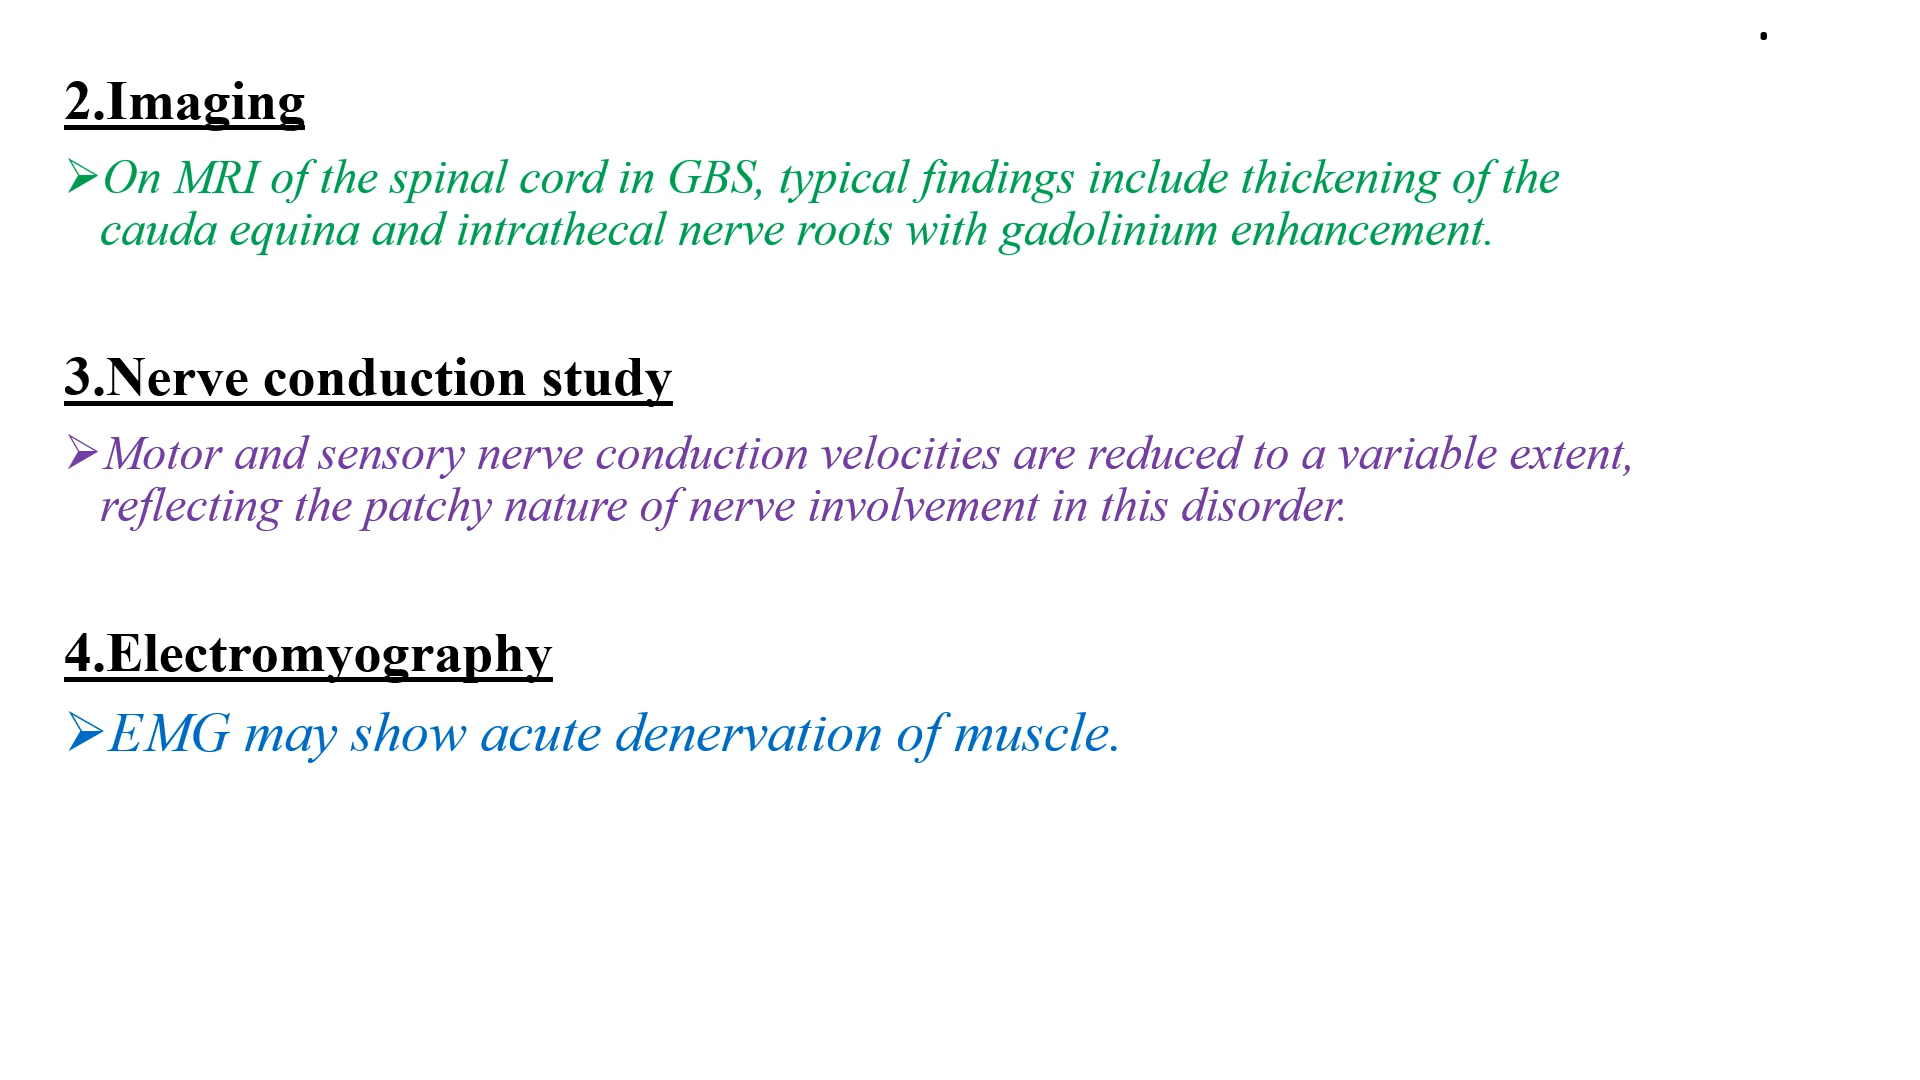 .
2.Imaging
➢On MRI of the spinal cord in GBS, typical findings include thickening of the
cauda equina and intrathecal nerve roots with gadolinium enhancement.
3.Nerve conduction study
➢Motor and sensory nerve conduction velocities are reduced to a variable extent,
reflecting the patchy nature of nerve involvement in this disorder.
4.Electromyography
➢EMG may show acute denervation of muscle.